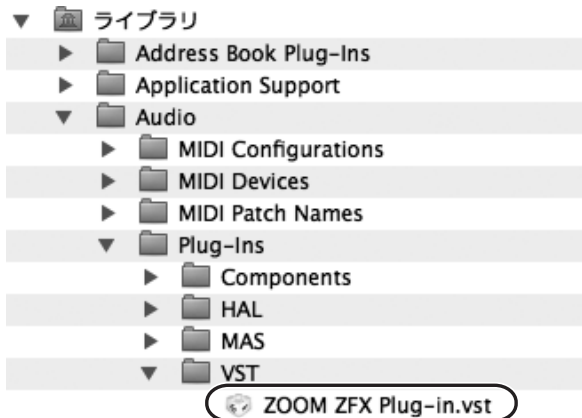 ライブラリ
Address Book Plug-Ins
Application Support
Audio
MIDI Configurations
MIDI Devices
MIDI Patch Names
Plug-Ins
Components
HAL
MAS
VST
ZOOM ZFX Plug-in.vst